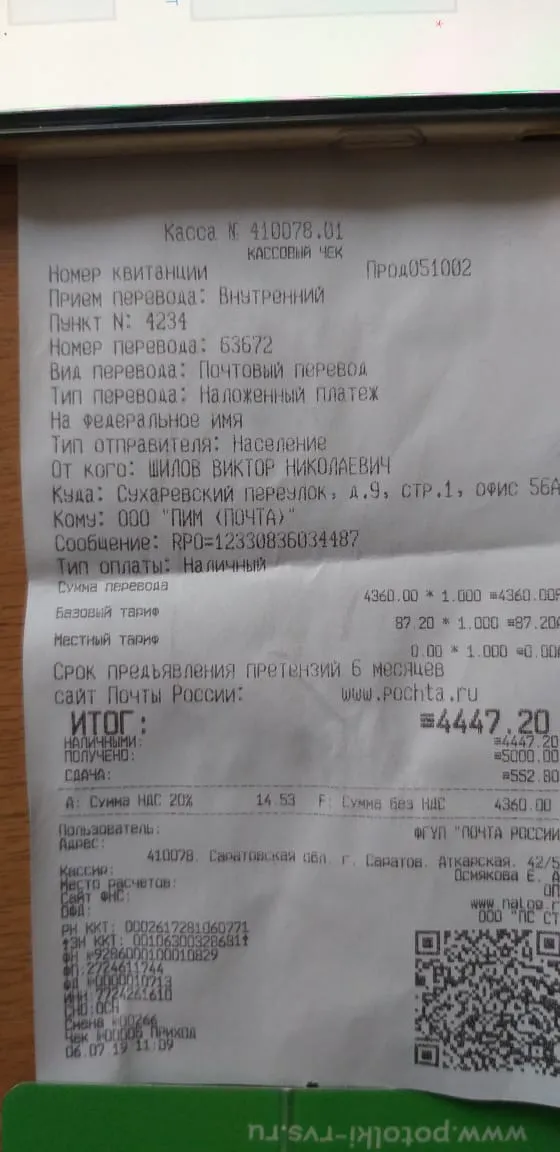 Касса № 410078.01
КАССОВЫЙ ЧЕК
Номер квитанции Прод051002
Прием перевода: Внутренний
Пункт N: 4234
Номер перевода: 63672
Вид перевода: Почтовый перевод
Тип перевода: Наложенный платеж
На федеральное имя
Тип отправителя: Население
От кого: ШИЛОВ ВИКТОР НИКОЛАЕВИЧ
Куда: Сухаревский переулок, д.9, стр.1, офис 56А
Кому: ООО "ПИМ (ПОЧТА)"
Сообщение: RPO=12330836034487
Тип оплаты: Наличный
Сумма перевода
4360.00 * 1.000 =4360.00F
Базовый тариф
87.20 * 1.000 =87.20A
Местный тариф
0.00 * 1.000 =0.00A
Срок предъявления претензий 6 месяцев
сайт Почты России: www.pochta.ru
ИТОГ: =4447.20
НАЛИЧНЫМИ: =4447.20
ПОЛУЧЕНО: =5000.00
СДАЧА: =552.80
A: Сумма НДС 20% 14.53 F: Сумма без НДС 4360.00
Пользователь: ФГУП "ПОЧТА РОССИИ
Адрес:
410078, Саратовская обл. г. Саратов, Аткарская, 42/5
Кассир: Осмякова Е. А
Место расчетов: ОП
Сайт ФНС: www.nalog.r
ОФД: ООО "ПС СТ
РН ККТ: 0002617281060771
ЗН ККТ: 00106300328681
ФН №9286000100010829
ФП:2724611744
ФД №0000010713
ИНН:7724261610
СНО:ОСН
Смена №00266
Чек №00006 ПРИХОД
06.07.19 11:09
www.potolki-rvs.ru